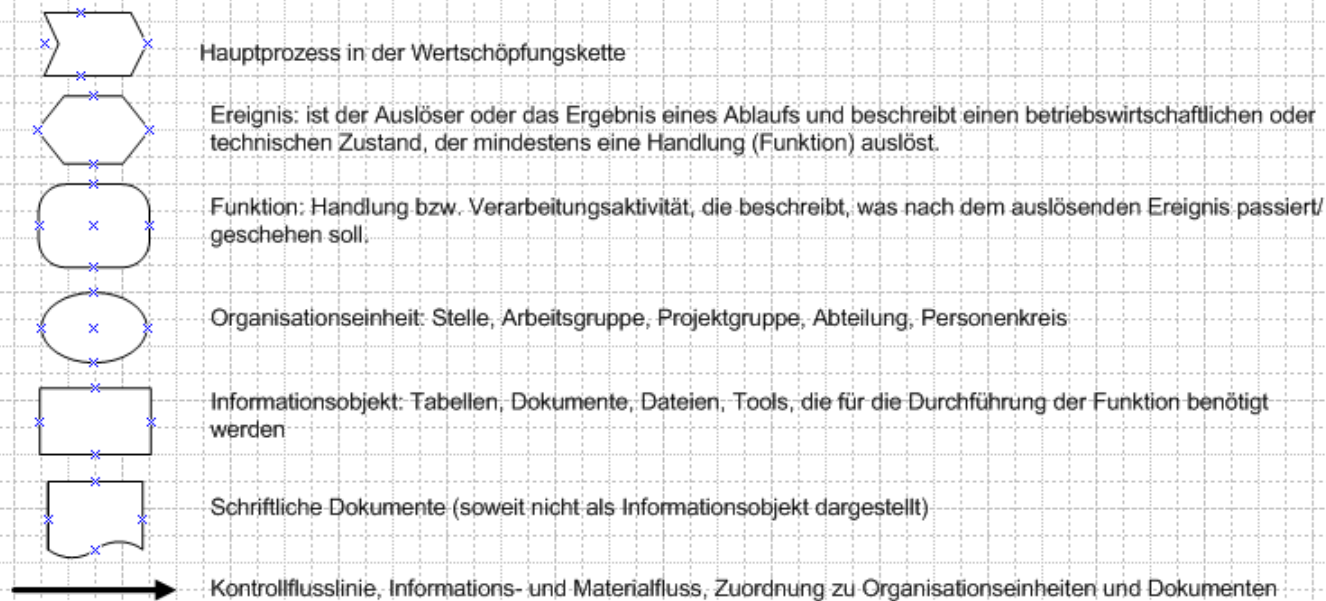 Hauptprozess in der Wertschöpfungskette
Ereignis: ist der Auslöser oder das Ergebnis eines Ablaufs und beschreibt einen betriebswirtschaftlichen oder
technischen Zustand, der mindestens eine Handlung (Funktion) auslöst.
Funktion: Handlung bzw. Verarbeitungsaktivität, die beschreibt, was nach dem auslösenden Ereignis passiert/
geschehen soll.
Organisationseinheit: Stelle, Arbeitsgruppe, Projektgruppe, Abteilung, Personenkreis
Informationsobjekt: Tabellen, Dokumente, Dateien, Tools, die für die Durchführung der Funktion benötigt
werden
Schriftliche Dokumente (soweit nicht als Informationsobjekt dargestellt)
Kontrollflusslinie, Informations- und Materialfluss, Zuordnung zu Organisationseinheiten und Dokumenten